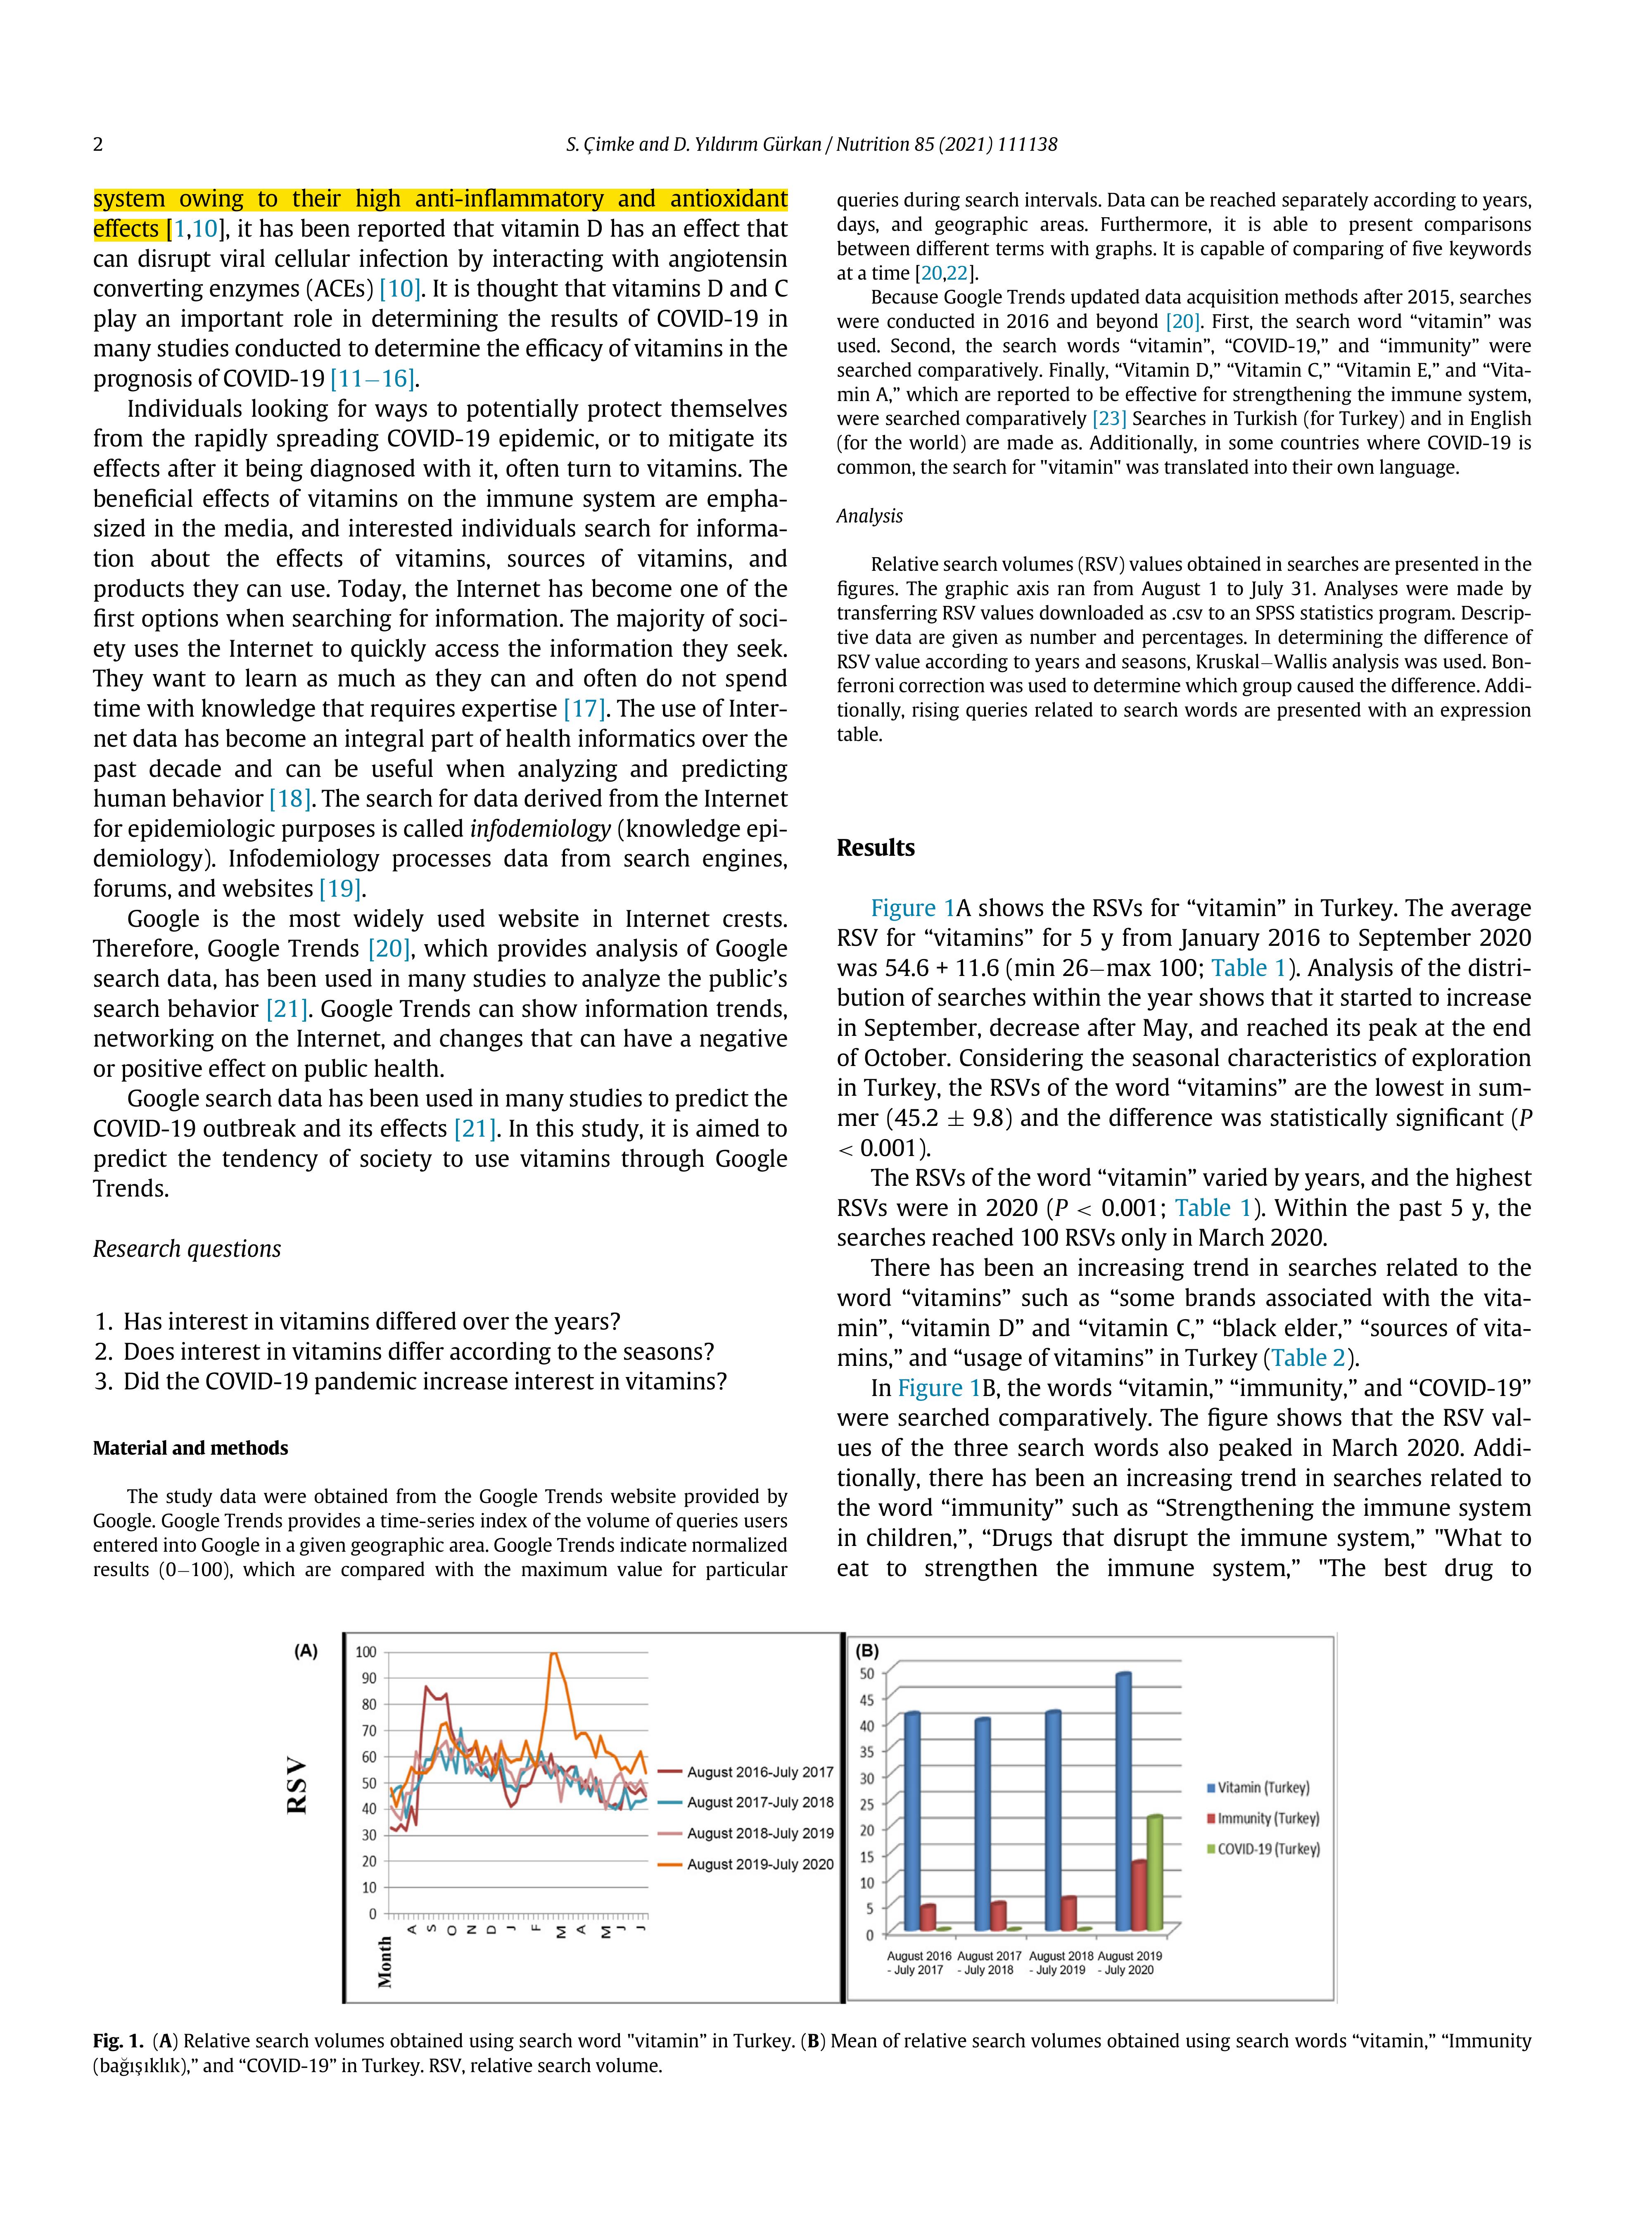 2
S. Çimke and D. Yıldırım Gürkan / Nutrition 85 (2021) 111138
system owing to their high anti-inflammatory and antioxidant
effects [1,10], it has been reported that vitamin D has an effect that
can disrupt viral cellular infection by interacting with angiotensin
converting enzymes (ACEs) [10]. It is thought that vitamins D and C
play an important role in determining the results of COVID-19 in
many studies conducted to determine the efficacy of vitamins in the
prognosis of COVID-19 [11–16].
Individuals looking for ways to potentially protect themselves
from the rapidly spreading COVID-19 epidemic, or to mitigate its
effects after it being diagnosed with it, often turn to vitamins. The
beneficial effects of vitamins on the immune system are empha-
sized in the media, and interested individuals search for informa-
tion about the effects of vitamins, sources of vitamins, and
products they can use. Today, the Internet has become one of the
first options when searching for information. The majority of soci-
ety uses the Internet to quickly access the information they seek.
They want to learn as much as they can and often do not spend
time with knowledge that requires expertise [17]. The use of Inter-
net data has become an integral part of health informatics over the
past decade and can be useful when analyzing and predicting
human behavior [18]. The search for data derived from the Internet
for epidemiologic purposes is called infodemiology (knowledge epi-
demiology). Infodemiology processes data from search engines,
forums, and websites [19].
Google is the most widely used website in Internet crests.
Therefore, Google Trends [20], which provides analysis of Google
search data, has been used in many studies to analyze the public's
search behavior [21]. Google Trends can show information trends,
networking on the Internet, and changes that can have a negative
or positive effect on public health.
Google search data has been used in many studies to predict the
COVID-19 outbreak and its effects [21]. In this study, it is aimed to
predict the tendency of society to use vitamins through Google
Trends.
Research questions
1. Has interest in vitamins differed over the years?
2. Does interest in vitamins differ according to the seasons?
3. Did the COVID-19 pandemic increase interest in vitamins?
Material and methods
The study data were obtained from the Google Trends website provided by
Google. Google Trends provides a time-series index of the volume of queries users
entered into Google in a given geographic area. Google Trends indicate normalized
results (0–100), which are compared with the maximum value for particular
queries during search intervals. Data can be reached separately according to years,
days, and geographic areas. Furthermore, it is able to present comparisons
between different terms with graphs. It is capable of comparing of five keywords
at a time [20,22].
Because Google Trends updated data acquisition methods after 2015, searches
were conducted in 2016 and beyond [20]. First, the search word “vitamin” was
used. Second, the search words “vitamin”, “COVID-19,” and “immunity” were
searched comparatively. Finally, “Vitamin D,” “Vitamin C,” “Vitamin E,” and “Vita-
min A,” which are reported to be effective for strengthening the immune system,
were searched comparatively [23] Searches in Turkish (for Turkey) and in English
(for the world) are made as. Additionally, in some countries where COVID-19 is
common, the search for "vitamin" was translated into their own language.
Analysis
Relative search volumes (RSV) values obtained in searches are presented in the
figures. The graphic axis ran from August 1 to July 31. Analyses were made by
transferring RSV values downloaded as .csv to an SPSS statistics program. Descrip-
tive data are given as number and percentages. In determining the difference of
RSV value according to years and seasons, Kruskal–Wallis analysis was used. Bon-
ferroni correction was used to determine which group caused the difference. Addi-
tionally, rising queries related to search words are presented with an expression
table.
Results
Figure 1A shows the RSVs for “vitamin” in Turkey. The average
RSV for “vitamins” for 5 y from January 2016 to September 2020
was 54.6 + 11.6 (min 26–max 100; Table 1). Analysis of the distri-
bution of searches within the year shows that it started to increase
in September, decrease after May, and reached its peak at the end
of October. Considering the seasonal characteristics of exploration
in Turkey, the RSVs of the word “vitamins” are the lowest in sum-
mer (45.2 ± 9.8) and the difference was statistically significant (P
< 0.001).
The RSVs of the word “vitamin” varied by years, and the highest
RSVs were in 2020 (P < 0.001; Table 1). Within the past 5 y, the
searches reached 100 RSVs only in March 2020.
There has been an increasing trend in searches related to the
word “vitamins” such as “some brands associated with the vita-
min”, “vitamin D” and “vitamin C,” “black elder,” “sources of vita-
mins,” and “usage of vitamins” in Turkey (Table 2).
In Figure 1B, the words “vitamin,” “immunity,” and “COVID-19”
were searched comparatively. The figure shows that the RSV val-
ues of the three search words also peaked in March 2020. Addi-
tionally, there has been an increasing trend in searches related to
the word “immunity” such as “Strengthening the immune system
in children,”, “Drugs that disrupt the immune system,” "What to
eat to strengthen the immune system,” "The best drug to
(A)
RSV
100
90
80
70
60
50
40
30
20
10
0
A S O N D J F M A M J J
Month
August 2016-July 2017
August 2017-July 2018
August 2018-July 2019
August 2019-July 2020
(B)
50
45
40
35
30
25
20
15
10
5
0
August 2016 August 2017 August 2018 August 2019
- July 2017 - July 2018 - July 2019 - July 2020
Vitamin (Turkey)
Immunity (Turkey)
COVID-19 (Turkey)
Fig. 1. (A) Relative search volumes obtained using search word "vitamin” in Turkey. (B) Mean of relative search volumes obtained using search words “vitamin,” “Immunity
(bağışıklık),” and “COVID-19” in Turkey. RSV, relative search volume.